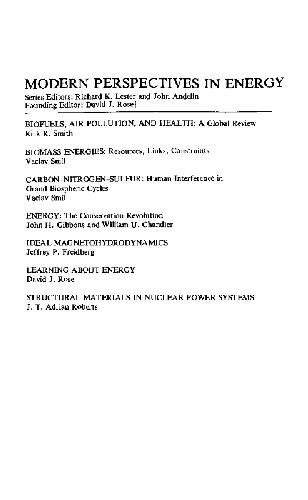 MODERN PERSPECTIVES IN ENERGY
Series Editors: Richard K. Lester and John Andelin
Founding Editor: David J. Rose†
BIOFUELS, AIR POLLUTION, AND HEALTH: A Global Review
Kirk R. Smith
BIOMASS ENERGIES: Resources, Links, Constraints
Vaclav Smil
CARBON–NITROGEN–SULFUR: Human Interference in
Grand Biospheric Cycles
Vaclav Smil
ENERGY: The Conservation Revolution
John H. Gibbons and William U. Chandler
IDEAL MAGNETOHYDRODYNAMICS
Jeffrey P. Freidberg
LEARNING ABOUT ENERGY
David J. Rose
STRUCTURAL MATERIALS IN NUCLEAR POWER SYSTEMS
J. T. Adrian Roberts